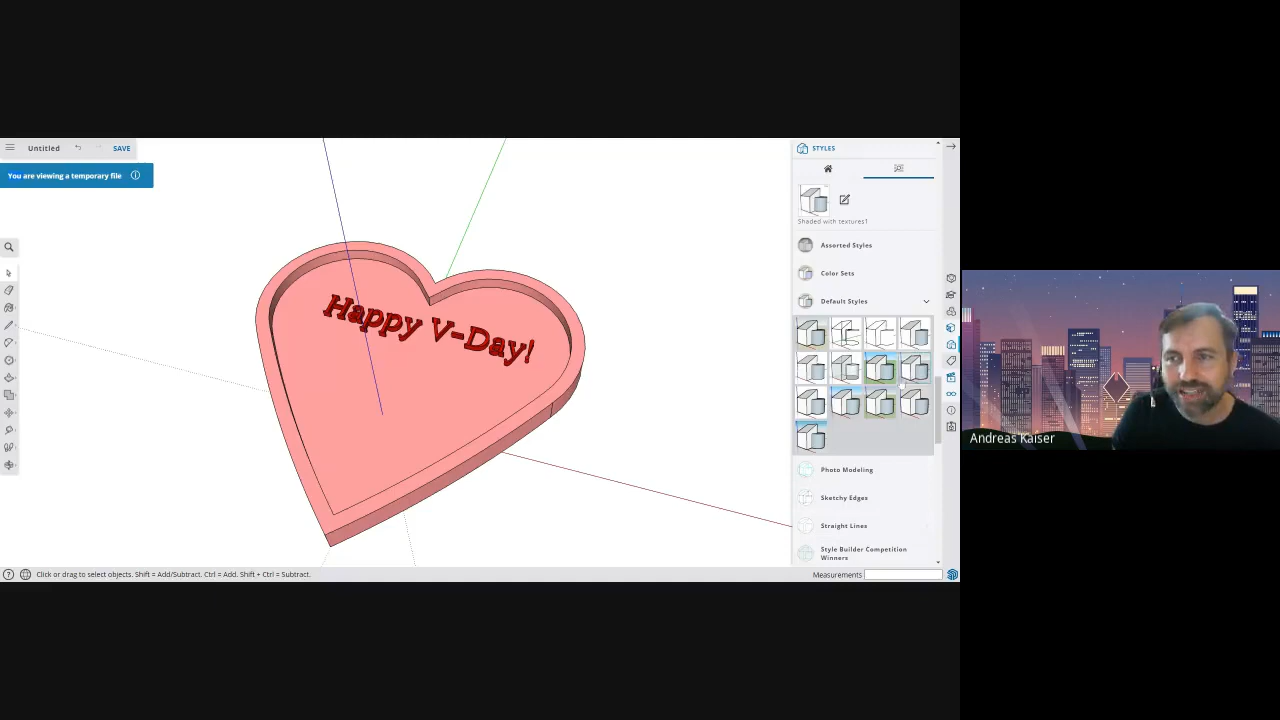 Untitled
SAVE
STYLES
You are viewing a temporary file
Shaded with textures1
Assorted Styles
Color Sets
Default Styles
Happy V-Day!
Andreas Kaiser
Photo Modeling
Sketchy Edges
Straight Lines
Style Builder Competition
Winners
Click or drag to select objects. Shift = Add/Subtract. Ctrl = Add. Shift + Ctrl = Subtract.
Measurements